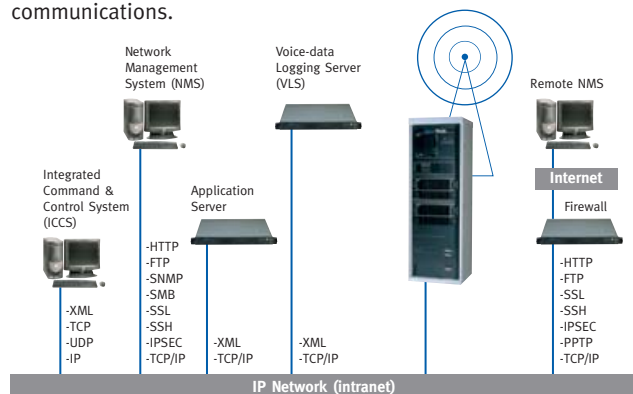 communications.
Network
Management
System (NMS)
Voice-data
Logging Server
(VLS)
Remote NMS
Internet
Firewall
Integrated
Command &
Control System
(ICCS)
Application
Server
-XML
-TCP
-UDP
-IP
-HTTP
-FTP
-SNMP
-SMB
-SSL
-SSH
-IPSEC
-TCP/IP
-XML
-TCP/IP
-XML
-TCP/IP
-HTTP
-FTP
-SSL
-SSH
-IPSEC
-PPTP
-TCP/IP
IP Network (intranet)